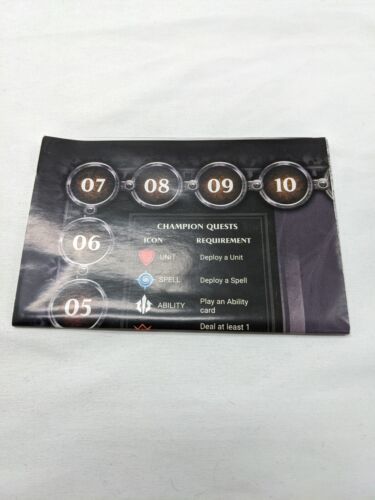 07 08 09 10
CHAMPION QUESTS
ICON REQUIREMENT
06
UNIT Deploy a Unit
SPELL Deploy a Spell
05
ABILITY Play an Ability
card
Deal at least 1